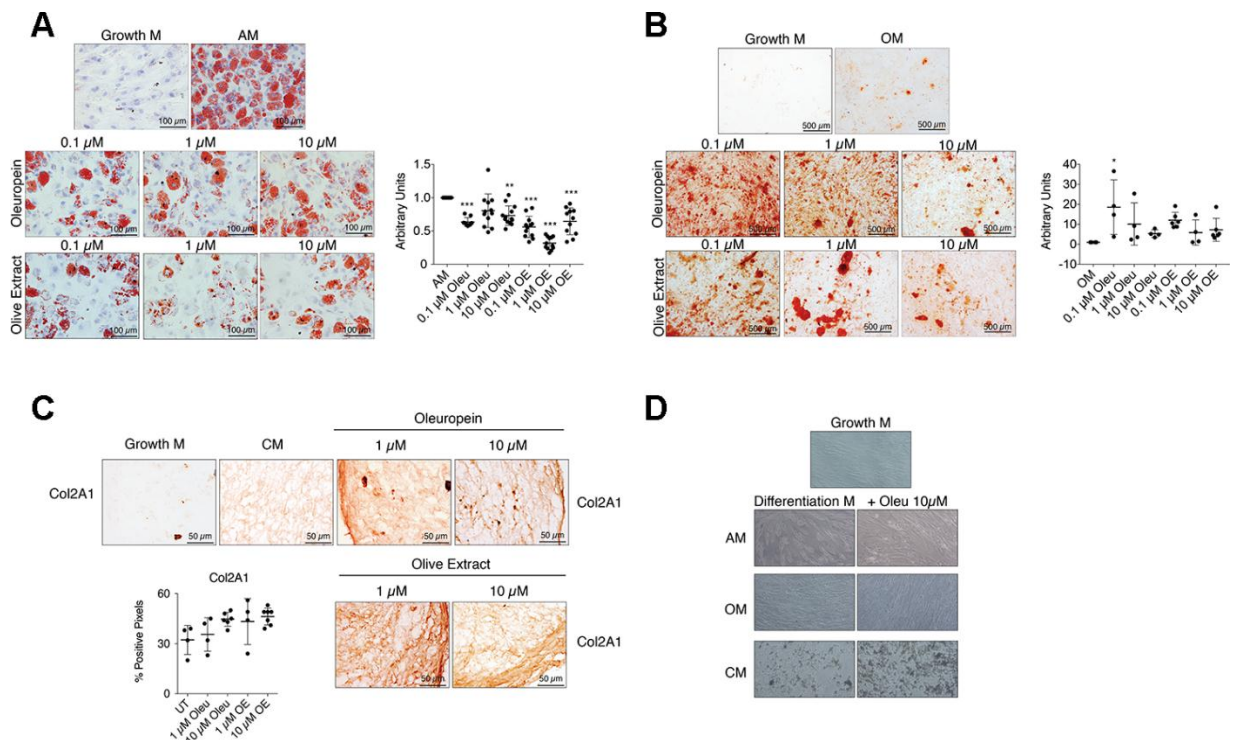 A
Growth M AM
100 µm 100 µm
0.1 µM 1 µM 10 µM
Oleuropein
100 µm 100 µm 100 µm
0.1 µM 1 µM 10 µM
Olive Extract
100 µm 100 µm 100 µm
Arbitrary Units
1.5
1.0
0.5
0.0
*** ** *** *** ***
AM
0.1 µM Oleu
1 µM Oleu
10 µM Oleu
0.1 µM OE
1 µM OE
10 µM OE
B
Growth M OM
500 µm 500 µm
0.1 µM 1 µM 10 µM
Oleuropein
500 µm 500 µm 500 µm
0.1 µM 1 µM 10 µM
Olive Extract
500 µm 500 µm 500 µm
Arbitrary Units
40
30
20
10
0
-10
*
OM
0.1 µM Oleu
1 µM Oleu
10 µM Oleu
0.1 µM OE
1 µM OE
10 µM OE
C
Oleuropein
Growth M CM 1 µM 10 µM
Col2A1 Col2A1
50 µm 50 µm 50 µm 50 µm
Olive Extract
1 µM 10 µM
Col2A1
50 µm 50 µm
Col2A1
% Positive Pixels
60
30
0
UT
1 µM Oleu
10 µM Oleu
1 µM OE
10 µM OE
D
Growth M
Differentiation M + Oleu 10µM
AM
OM
CM